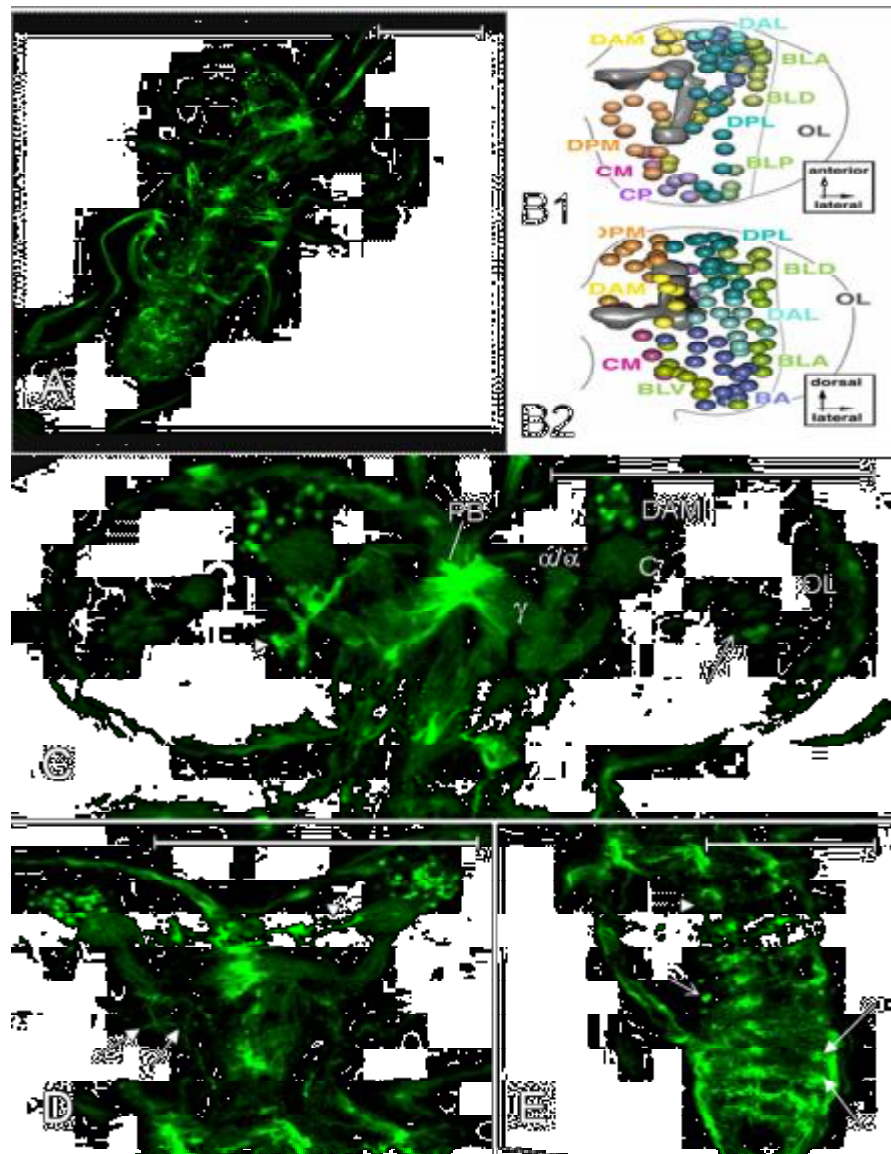 A
DAL
DAM
BLA
BLD
DPL
OL
DPM
BLP
CM
CP
anterior
lateral
B1
DPM
DPL
BLD
DAM
OL
DAL
CM
BLA
BLV
BA
dorsal
lateral
B2
PB
DAM
α/α'
C
OL
γ
C
D
E